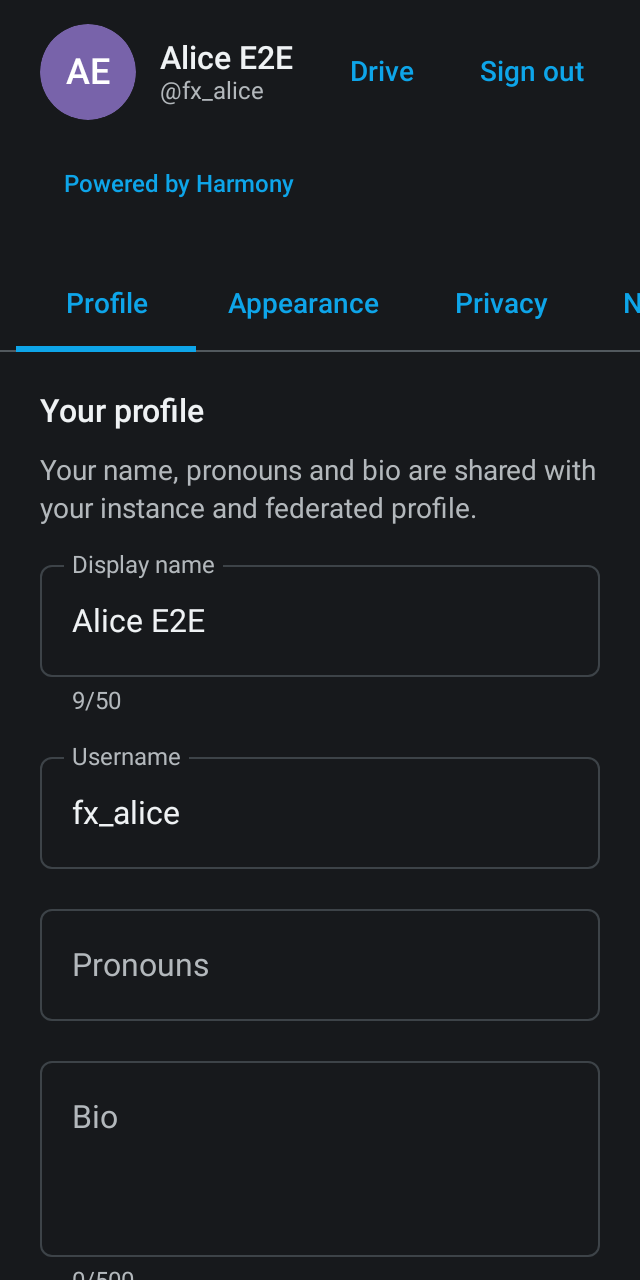 AE
Alice E2E
@fx_alice
Drive
Sign out
Powered by Harmony
Profile
Appearance
Privacy
N
Your profile
Your name, pronouns and bio are shared with
your instance and federated profile.
Display name
Alice E2E
9/50
Username
fx_alice
Pronouns
Bio
0/500